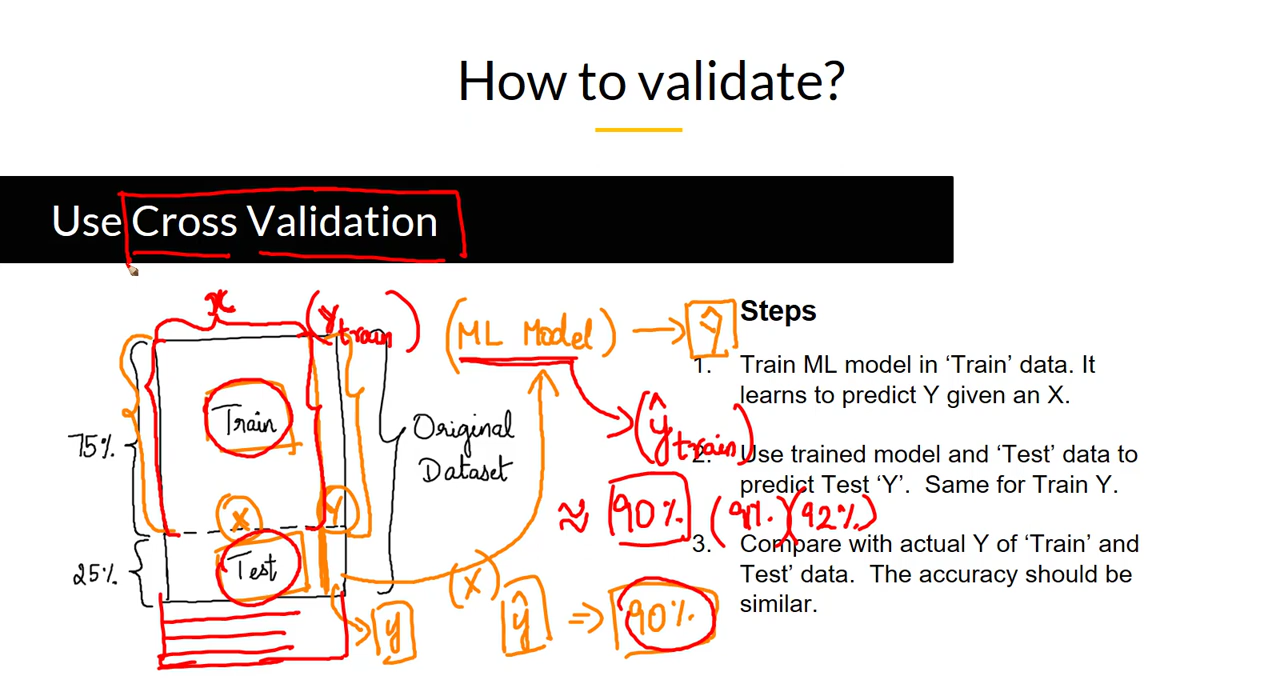 How to validate?
Use Cross Validation
x
(Y train)
(ML Model) → Ŷ
Steps
1. Train ML model in ‘Train’ data. It
learns to predict Y given an X.
Train
75%
Original
Dataset
(ŷ train)
2. Use trained model and ‘Test’ data to
predict Test ‘Y’. Same for Train Y.
X
Y
≈ 90% (91%)(92%)
3. Compare with actual Y of ‘Train’ and
Test’ data. The accuracy should be
similar.
Test
25%
(X)
y
ŷ ⇒ 90%